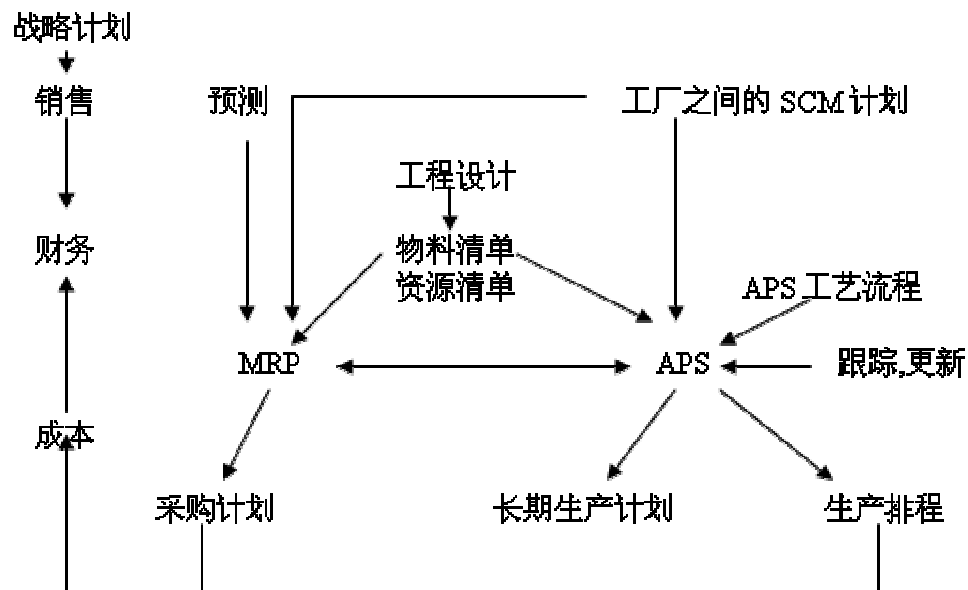 战略计划
销售
预测
工厂之间的 SCM 计划
工程设计
财务
物料清单
资源清单
APS 工艺流程
MRP
APS
跟踪,更新
成本
采购计划
长期生产计划
生产排程